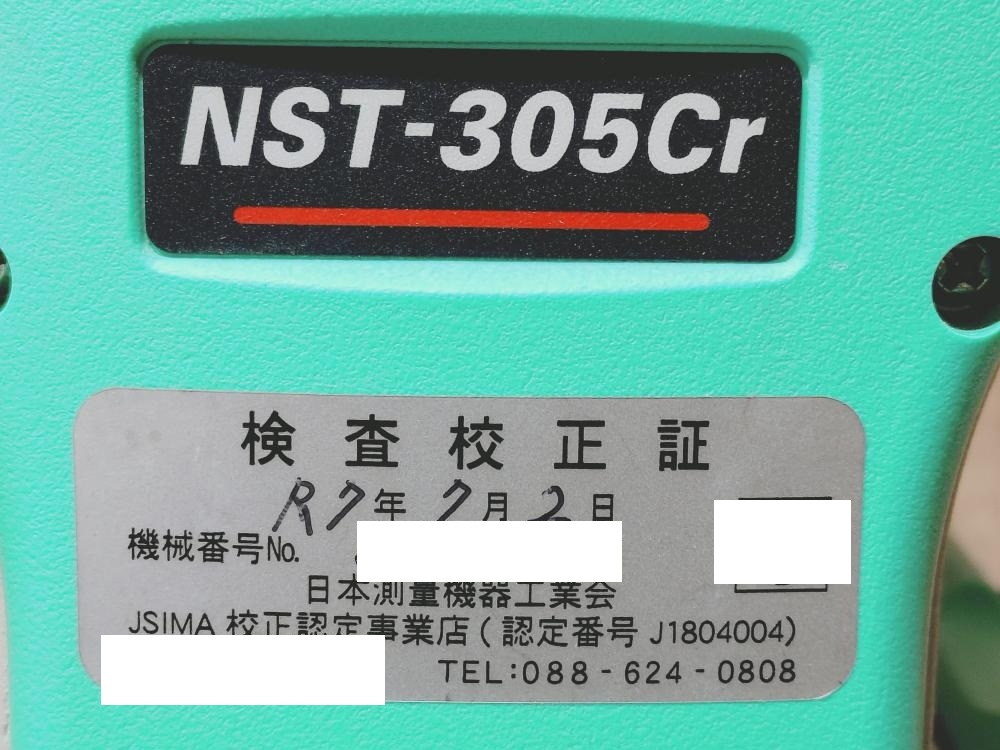 NST-305Cr
検査校正証
R7年 7月 2日
機械番号No.
日本測量機器工業会
JSIMA 校正認定事業店 ( 認定番号 J1804004)
TEL:088-624-0808